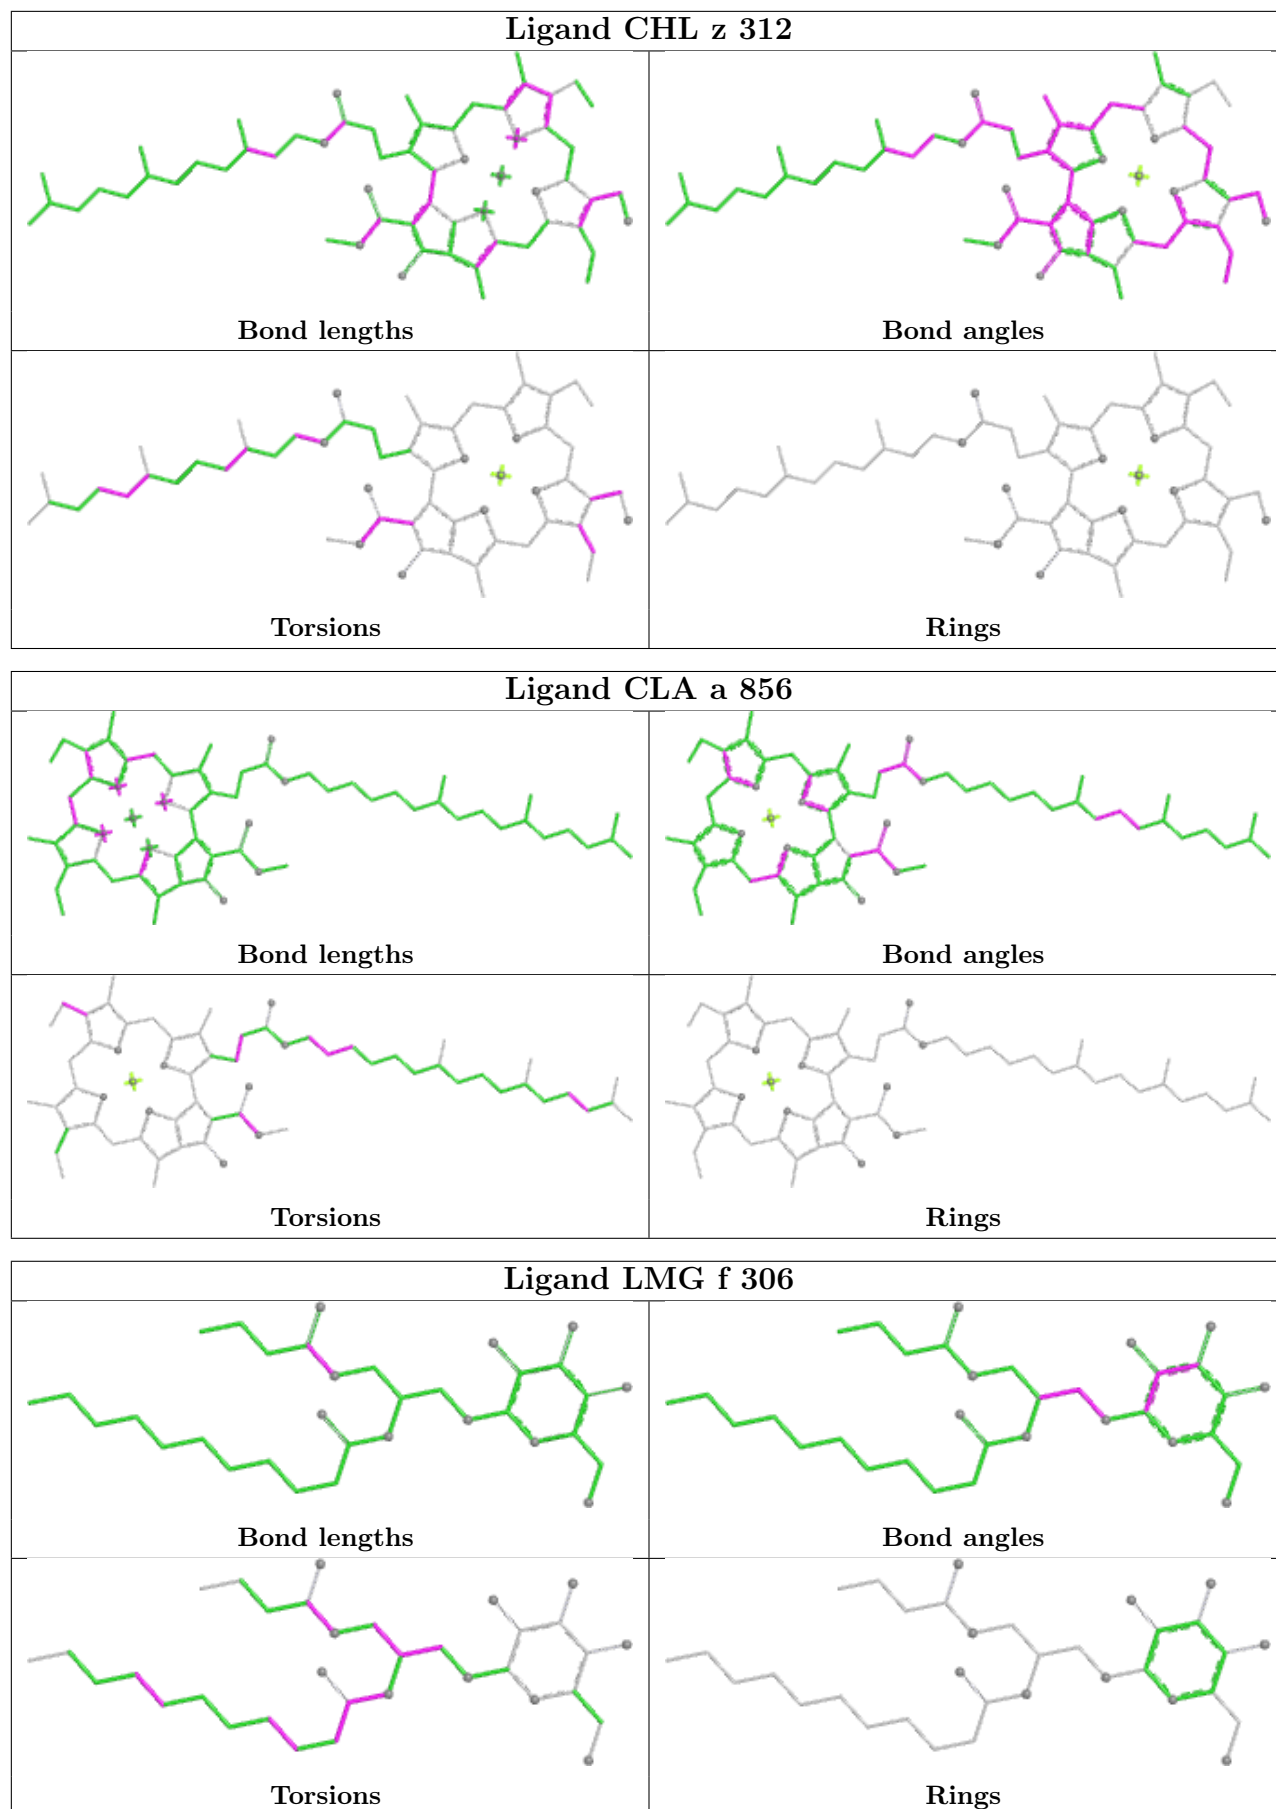 Ligand CHL z 312
Bond lengths
Bond angles
Torsions
Rings
Ligand CLA a 856
Bond lengths
Bond angles
Torsions
Rings
Ligand LMG f 306
Bond lengths
Bond angles
Torsions
Rings